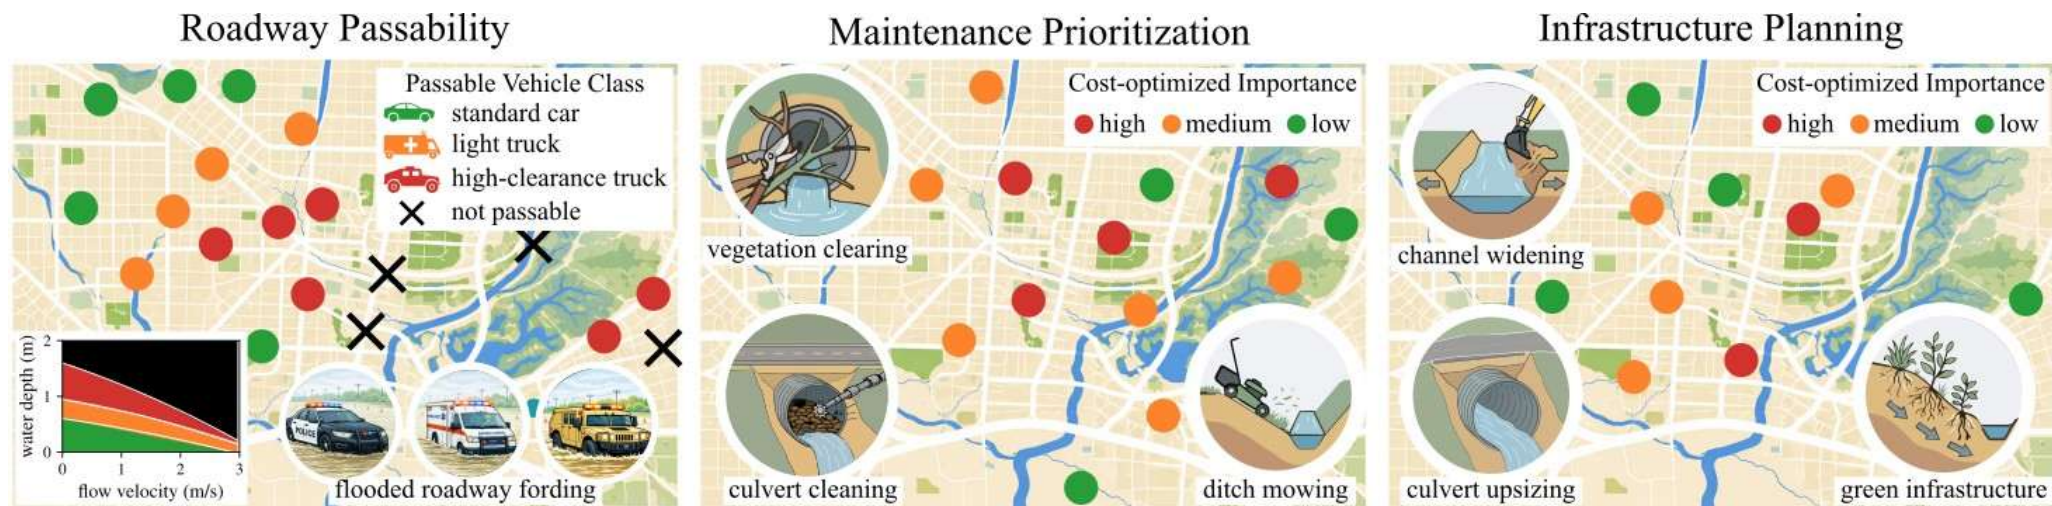 Roadway Passability
Passable Vehicle Class
standard car
light truck
high-clearance truck
not passable
water depth (m)
2
1
0
0 1 2 3
flow velocity (m/s)
POLICE
flooded roadway fording
Maintenance Prioritization
Cost-optimized Importance
high medium low
vegetation clearing
culvert cleaning
ditch mowing
Infrastructure Planning
Cost-optimized Importance
high medium low
channel widening
culvert upsizing
green infrastructure